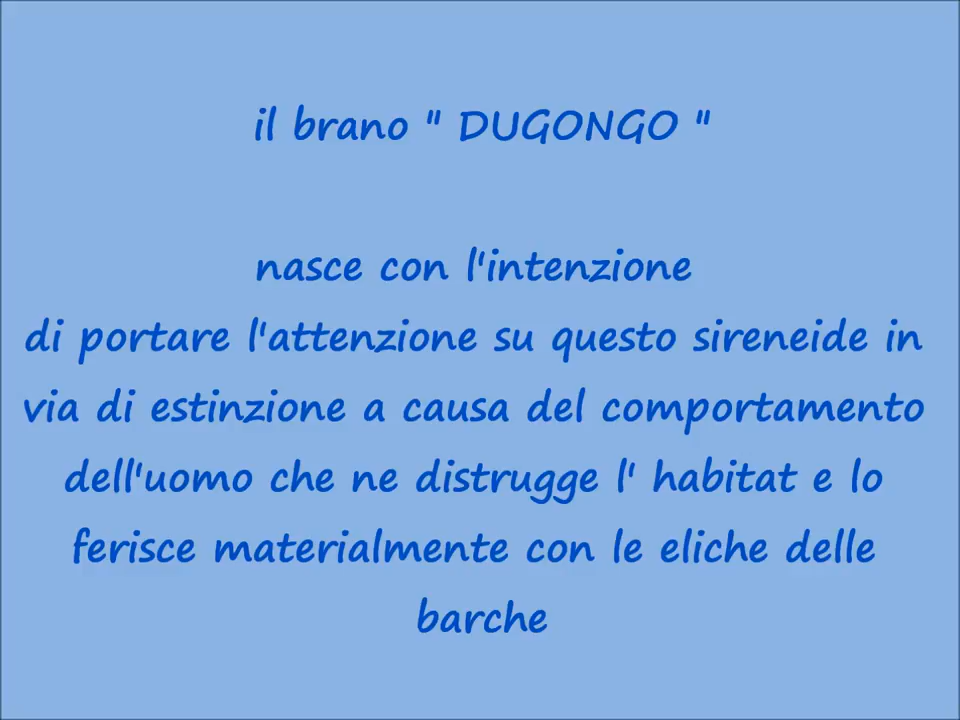 il brano " DUGONGO "
nasce con l'intenzione
di portare l'attenzione su questo sireneide in
via di estinzione a causa del comportamento
dell'uomo che ne distrugge l' habitat e lo
ferisce materialmente con le eliche delle
barche